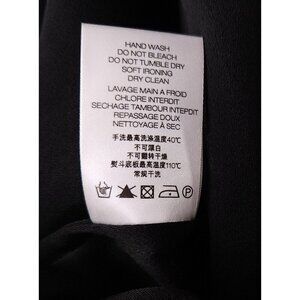 HAND WASH
DO NOT BLEACH
DO NOT TUMBLE DRY
SOFT IRONING
DRY CLEAN
LAVAGE MAIN A FROID
CHLORE INTERDIT
SECHAGE TAMBOUR INTERDIT
REPASSAGE DOUX
NETTOYAGE À SEC
手洗最高洗涤温度40℃
不可漂白
不可翻转干燥
熨斗底板最高温度110℃
常规干洗
P